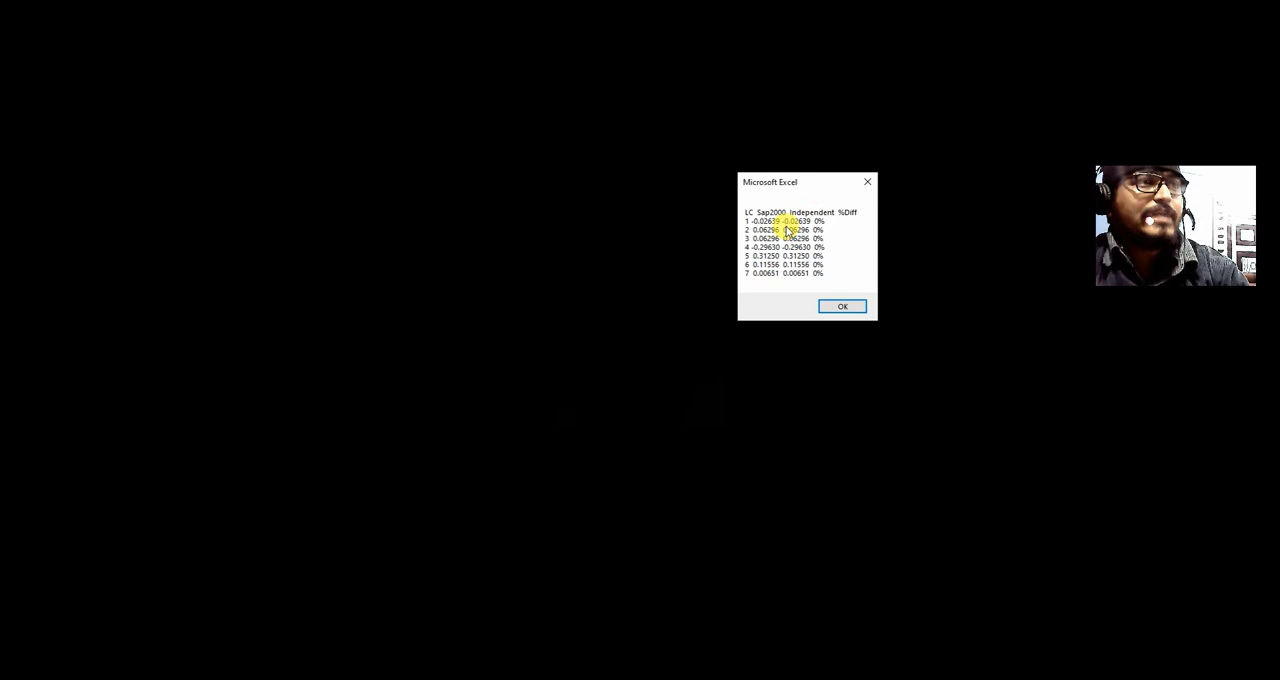 Microsoft Excel
LC Sap2000 Independent %Diff
1 -0.02639 -0.02639 0%
2 0.06296 0.06296 0%
3 0.06296 0.06296 0%
4 -0.29630 -0.29630 0%
5 0.31250 0.31250 0%
6 0.11556 0.11556 0%
7 0.00651 0.00651 0%
OK